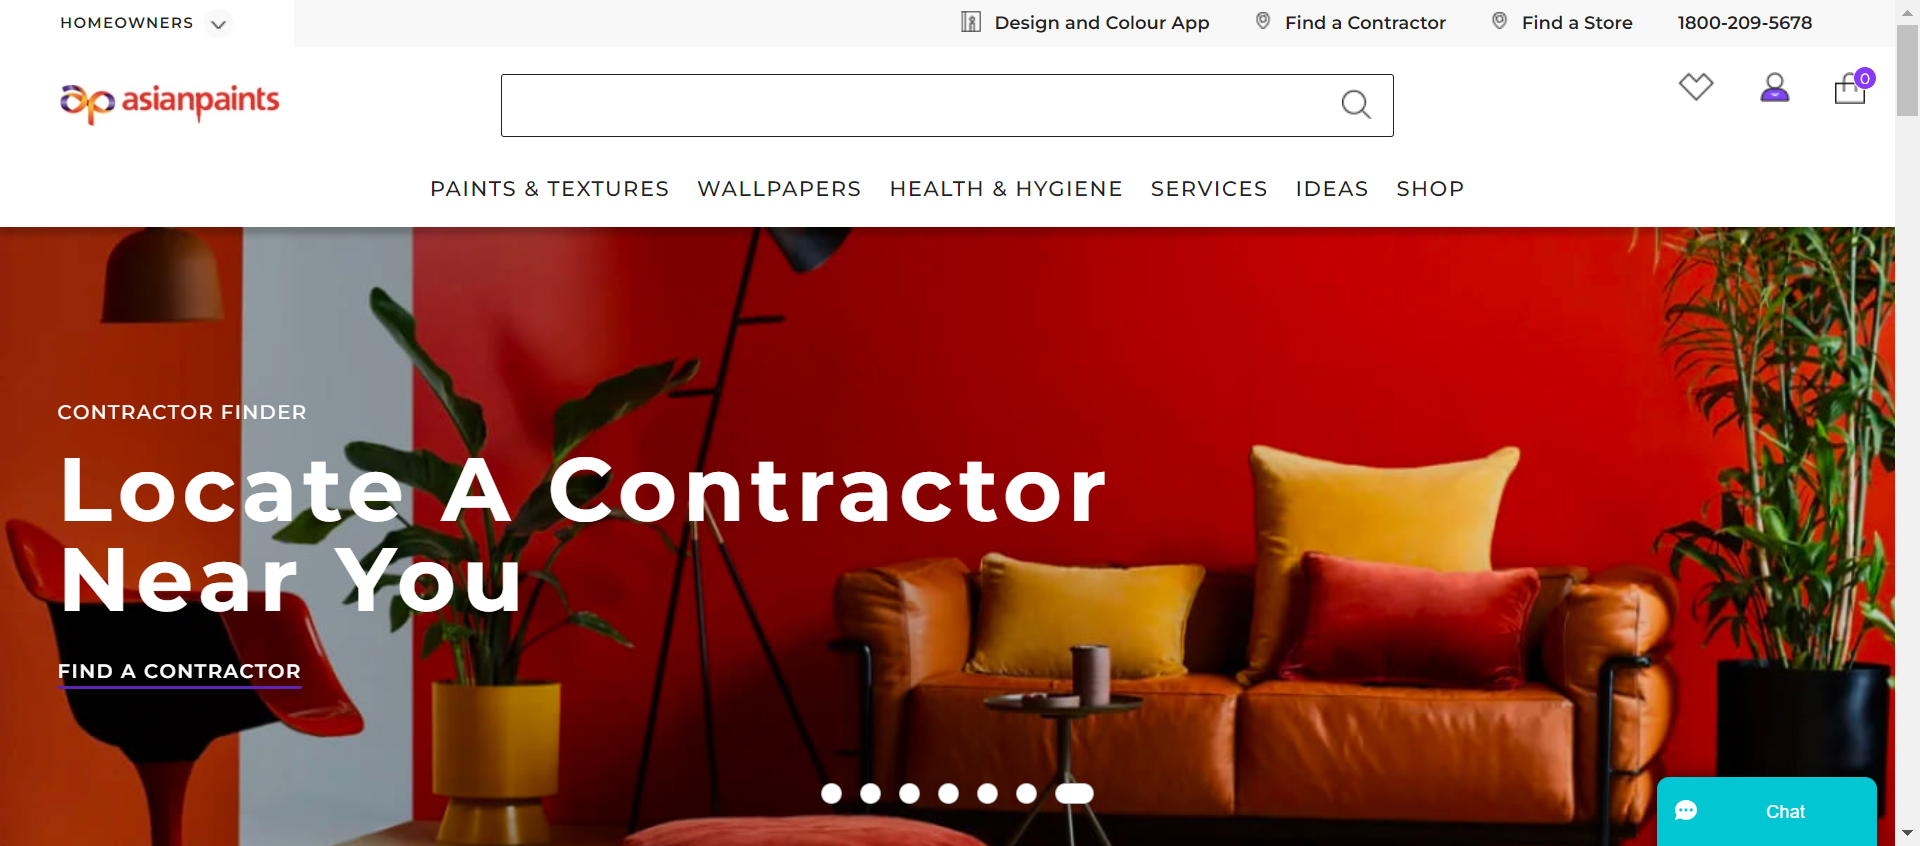 HOMEOWNERS
Design and Colour App
Find a Contractor
Find a Store
1800-209-5678
ap asianpaints
0
PAINTS & TEXTURES
WALLPAPERS
HEALTH & HYGIENE
SERVICES
IDEAS
SHOP
CONTRACTOR FINDER
Locate A Contractor
Near You
FIND A CONTRACTOR
Chat